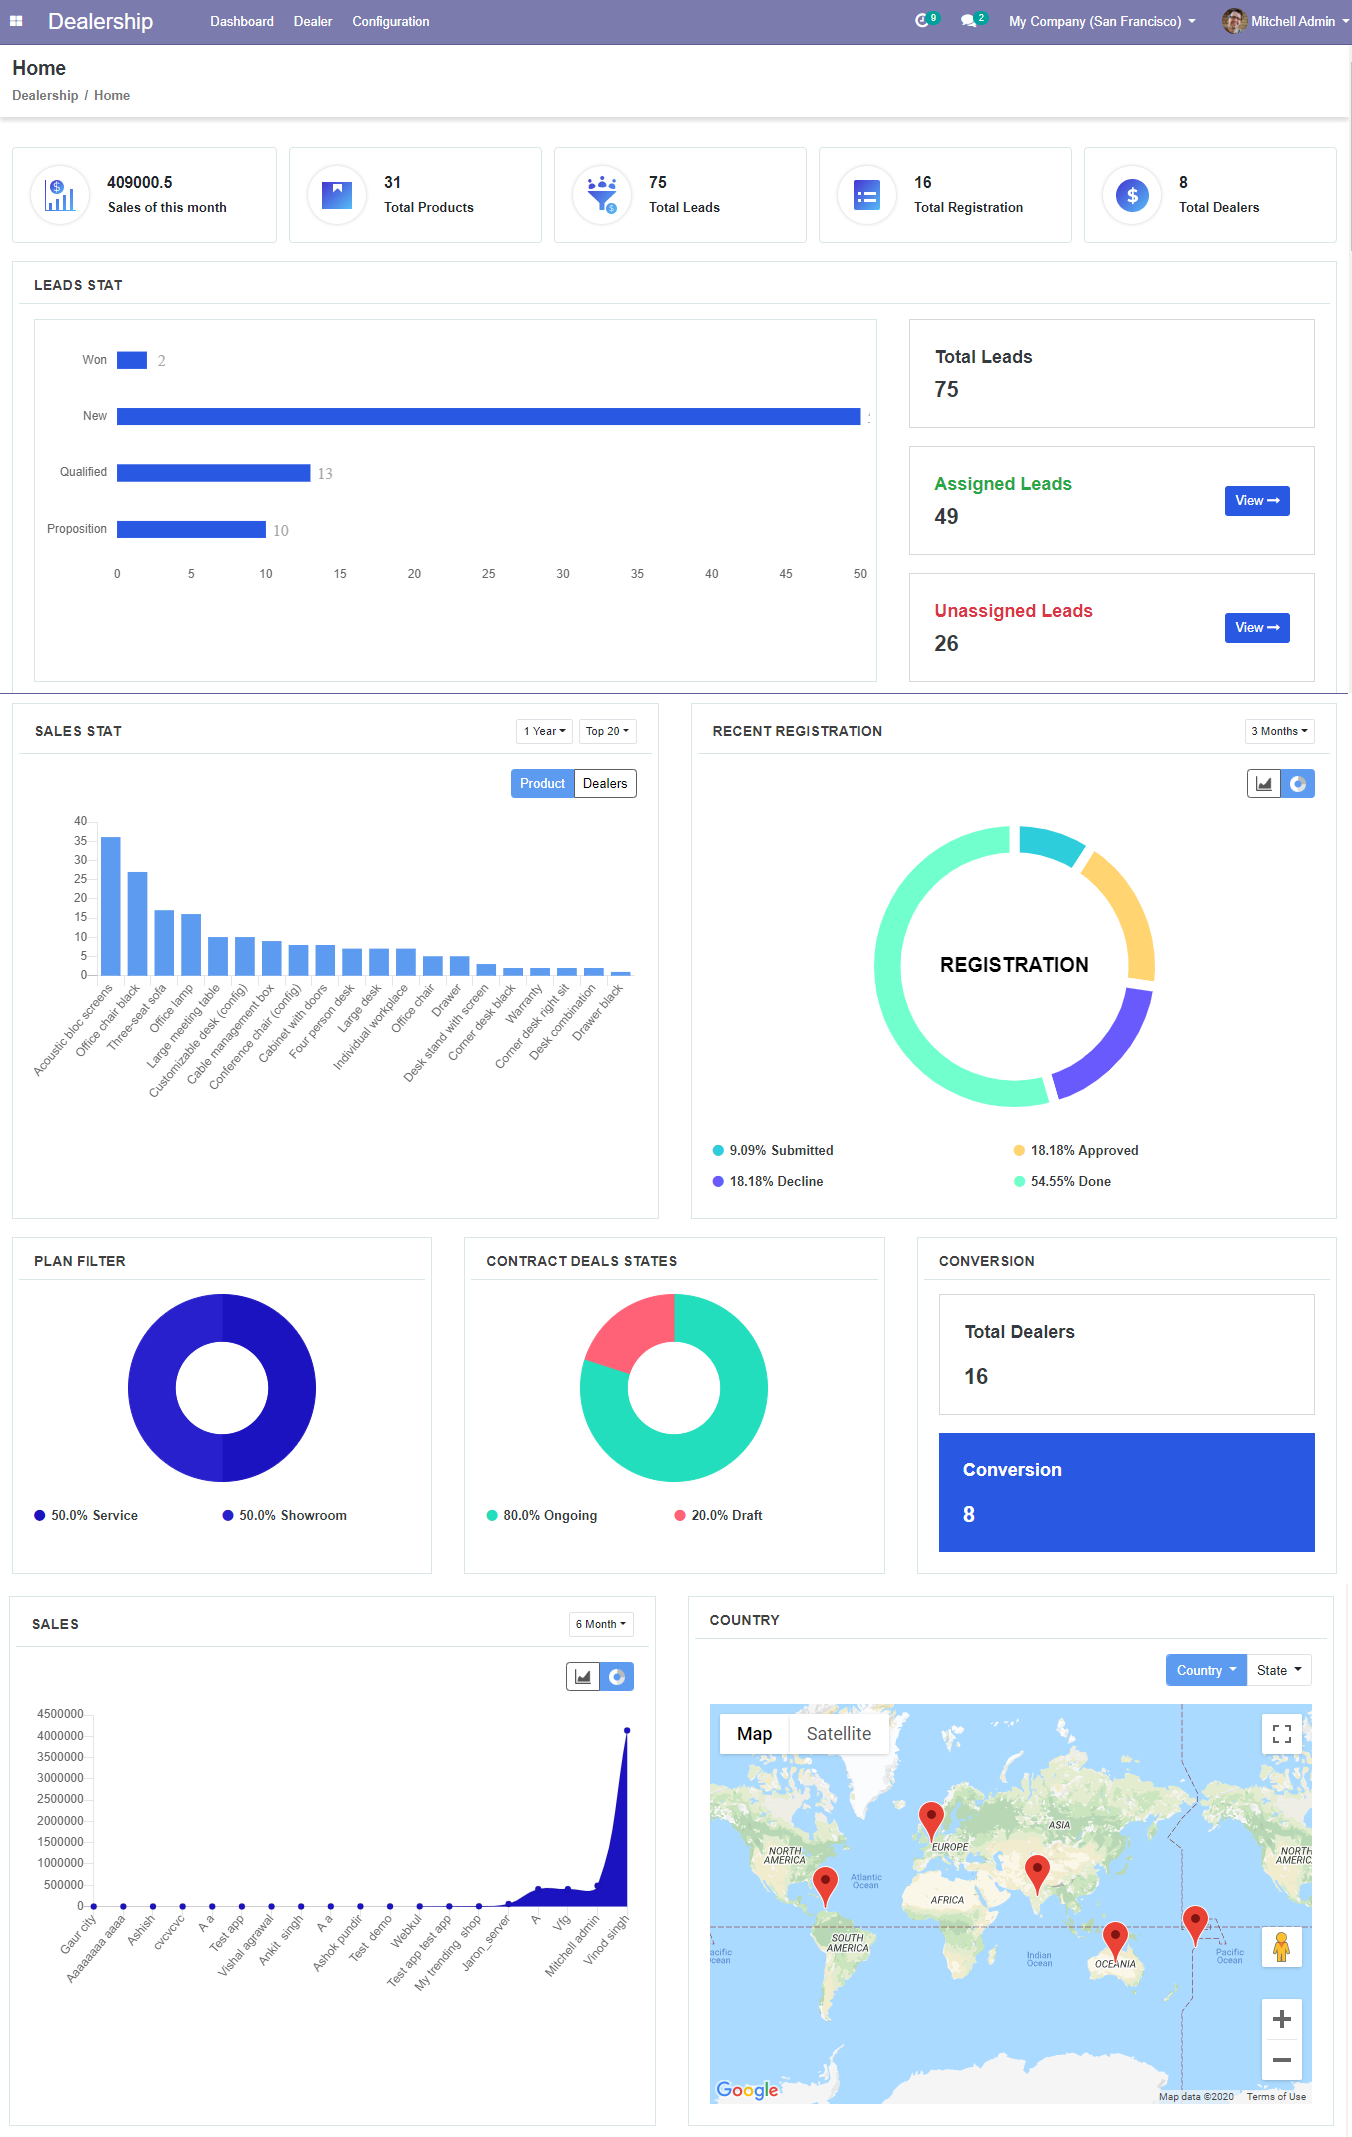 Dealership Dashboard Dealer Configuration 9 2 My Company (San Francisco) Mitchell Admin
Home
Dealership / Home
409000.5
Sales of this month
31
Total Products
75
Total Leads
16
Total Registration
8
Total Dealers
LEADS STAT
Won 2
New
Qualified 13
Proposition 10
0 5 10 15 20 25 30 35 40 45 50
Total Leads
75
Assigned Leads
49
View
Unassigned Leads
26
View
SALES STAT 1 Year Top 20
Product Dealers
40
35
30
25
20
15
10
5
0
Acoustic bloc screens
Office chair black
Three-seat sofa
Office lamp
Large meeting table
Customizable desk (config)
Cable management box
Conference chair (config)
Cabinet with doors
Four person desk
Large desk
Individual workplace
Office chair
Drawer
Desk stand with screen
Corner desk black
Warranty
Corner desk right sit
Desk combination
Drawer black
RECENT REGISTRATION 3 Months
REGISTRATION
9.09% Submitted 18.18% Approved
18.18% Decline 54.55% Done
PLAN FILTER
50.0% Service 50.0% Showroom
CONTRACT DEALS STATES
80.0% Ongoing 20.0% Draft
CONVERSION
Total Dealers
16
Conversion
8
SALES 6 Month
4500000
4000000
3500000
3000000
2500000
2000000
1500000
1000000
500000
0
Gaur city
Aaaaaaaa aaaa
Ashish
cvcvcvc
A a
Test app
Vishal agrawal
Ankit singh
A a
Ashok pundir
Test demo
Webkul
Test app test app
My trending shop
Jaron_server
A
Vfg
Mitchell admin
Vinod singh
COUNTRY
Country State
Map Satellite
NORTH
AMERICA
EUROPE
ASIA
NORTH
AMERIC
Atlantic
Ocean
AFRICA
SOUTH
AMERICA
Indian
Ocean
OCEANIA
Pacific
Ocean
acific
cean
Google
Map data ©2020 Terms of Use